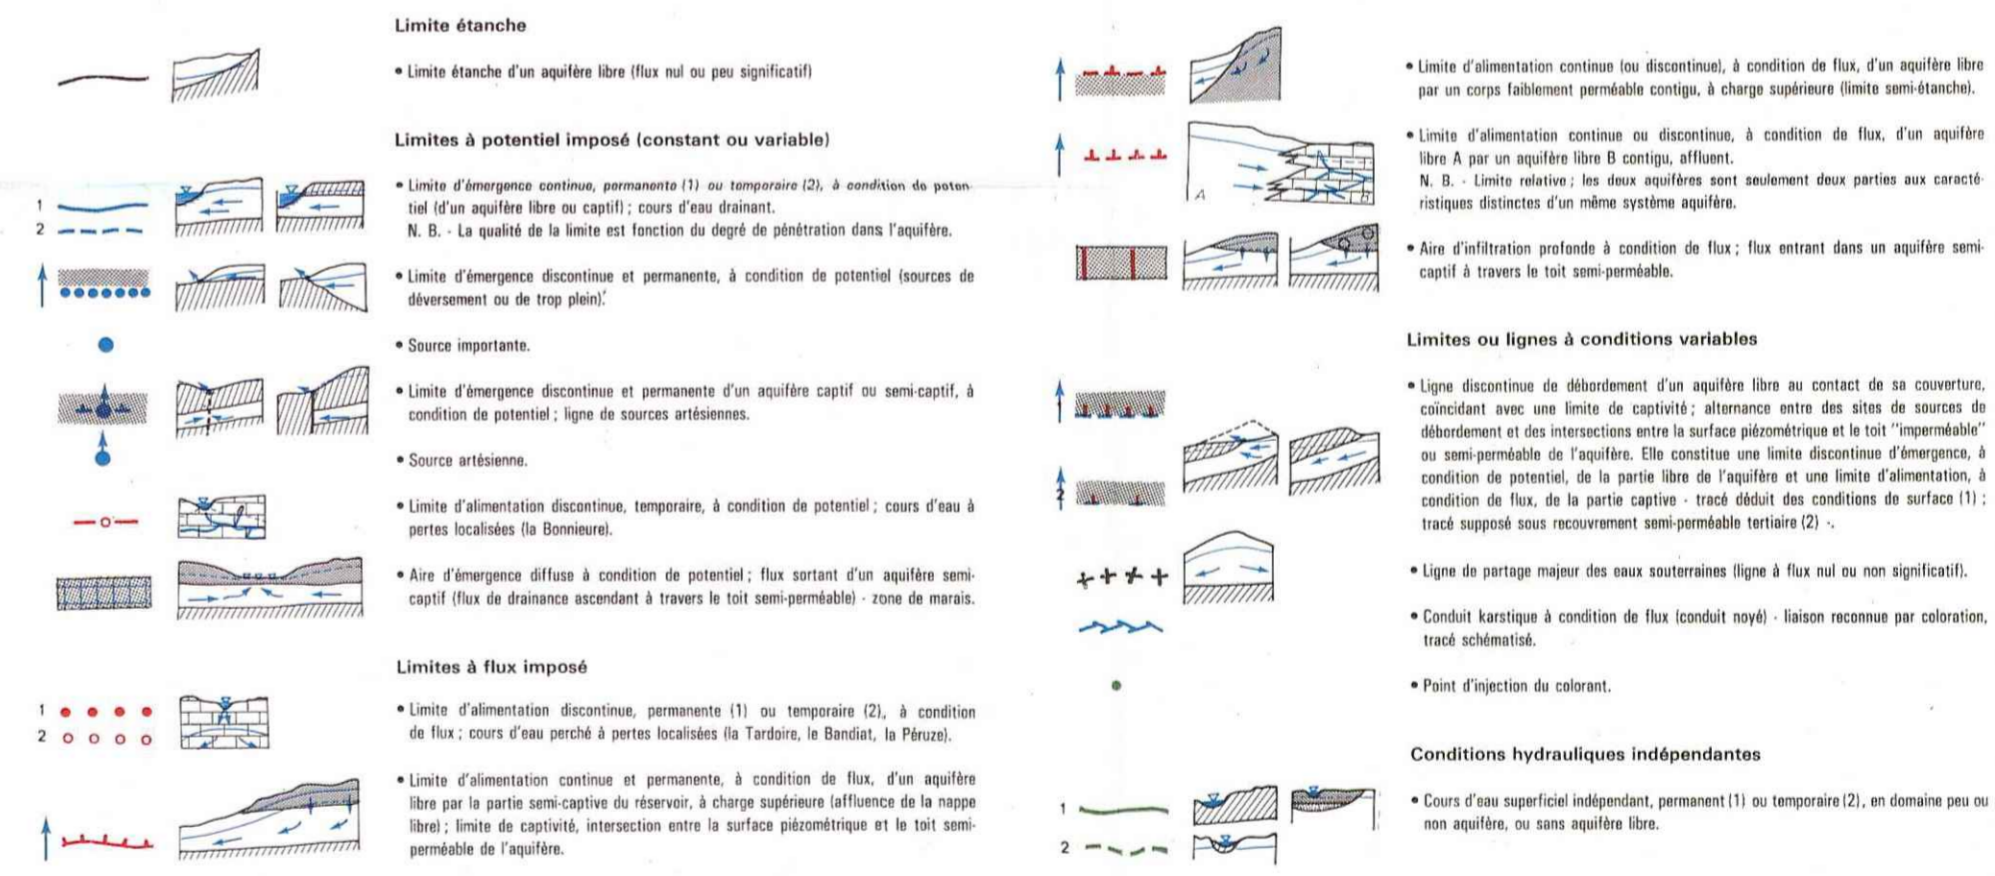 Limite étanche
• Limite étanche d'un aquifère libre (flux nul ou peu significatif)
Limites à potentiel imposé (constant ou variable)
1
2
• Limite d'émergence continue, permanente (1) ou temporaire (2), à condition de poten-
tiel (d'un aquifère libre ou captif) ; cours d'eau drainant.
N. B. - La qualité de la limite est fonction du degré de pénétration dans l'aquifère.
• Limite d'émergence discontinue et permanente, à condition de potentiel (sources de
déversement ou de trop plein).
• Source importante.
• Limite d'émergence discontinue et permanente d'un aquifère captif ou semi-captif, à
condition de potentiel ; ligne de sources artésiennes.
• Source artésienne.
• Limite d'alimentation discontinue, temporaire, à condition de potentiel ; cours d'eau à
pertes localisées (la Bonnieure).
• Aire d'émergence diffuse à condition de potentiel ; flux sortant d'un aquifère semi-
captif (flux de drainance ascendant à travers le toit semi-perméable) - zone de marais.
Limites à flux imposé
1
2
• Limite d'alimentation discontinue, permanente (1) ou temporaire (2), à condition
de flux ; cours d'eau perché à pertes localisées (la Tardoire, le Bandiat, la Péruze).
• Limite d'alimentation continue et permanente, à condition de flux, d'un aquifère
libre par la partie semi-captive du réservoir, à charge supérieure (affluence de la nappe
libre) ; limite de captivité, intersection entre la surface piézométrique et le toit semi-
perméable de l'aquifère.
• Limite d'alimentation continue (ou discontinue), à condition de flux, d'un aquifère libre
par un corps faiblement perméable contigu, à charge supérieure (limite semi-étanche).
A
B
• Limite d'alimentation continue ou discontinue, à condition de flux, d'un aquifère
libre A par un aquifère libre B contigu, affluent.
N. B. - Limite relative ; les deux aquifères sont seulement deux parties aux caracté-
ristiques distinctes d'un même système aquifère.
• Aire d'infiltration profonde à condition de flux ; flux entrant dans un aquifère semi-
captif à travers le toit semi-perméable.
Limites ou lignes à conditions variables
2
• Ligne discontinue de débordement d'un aquifère libre au contact de sa couverture,
coïncidant avec une limite de captivité ; alternance entre des sites de sources de
débordement et des intersections entre la surface piézométrique et le toit "imperméable"
ou semi-perméable de l'aquifère. Elle constitue une limite discontinue d'émergence, à
condition de potentiel, de la partie libre de l'aquifère et une limite d'alimentation, à
condition de flux, de la partie captive - tracé déduit des conditions de surface (1) ;
tracé supposé sous recouvrement semi-perméable tertiaire (2) -.
• Ligne de partage majeur des eaux souterraines (ligne à flux nul ou non significatif).
• Conduit karstique à condition de flux (conduit noyé) - liaison reconnue par coloration,
tracé schématisé.
• Point d'injection du colorant.
Conditions hydrauliques indépendantes
1
2
• Cours d'eau superficiel indépendant, permanent (1) ou temporaire (2), en domaine peu ou
non aquifère, ou sans aquifère libre.